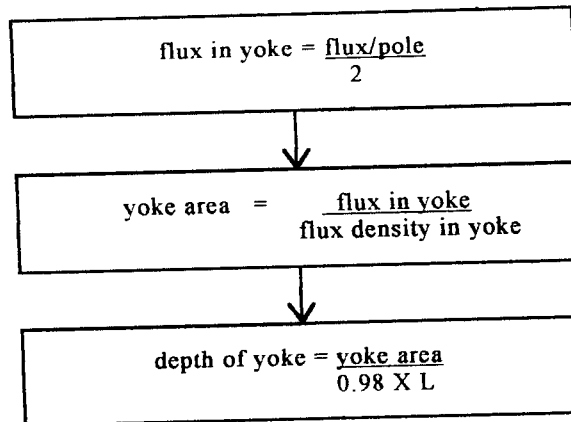 flux in yoke = flux/pole
2
yoke area = flux in yoke
flux density in yoke
depth of yoke = yoke area
0.98 X L